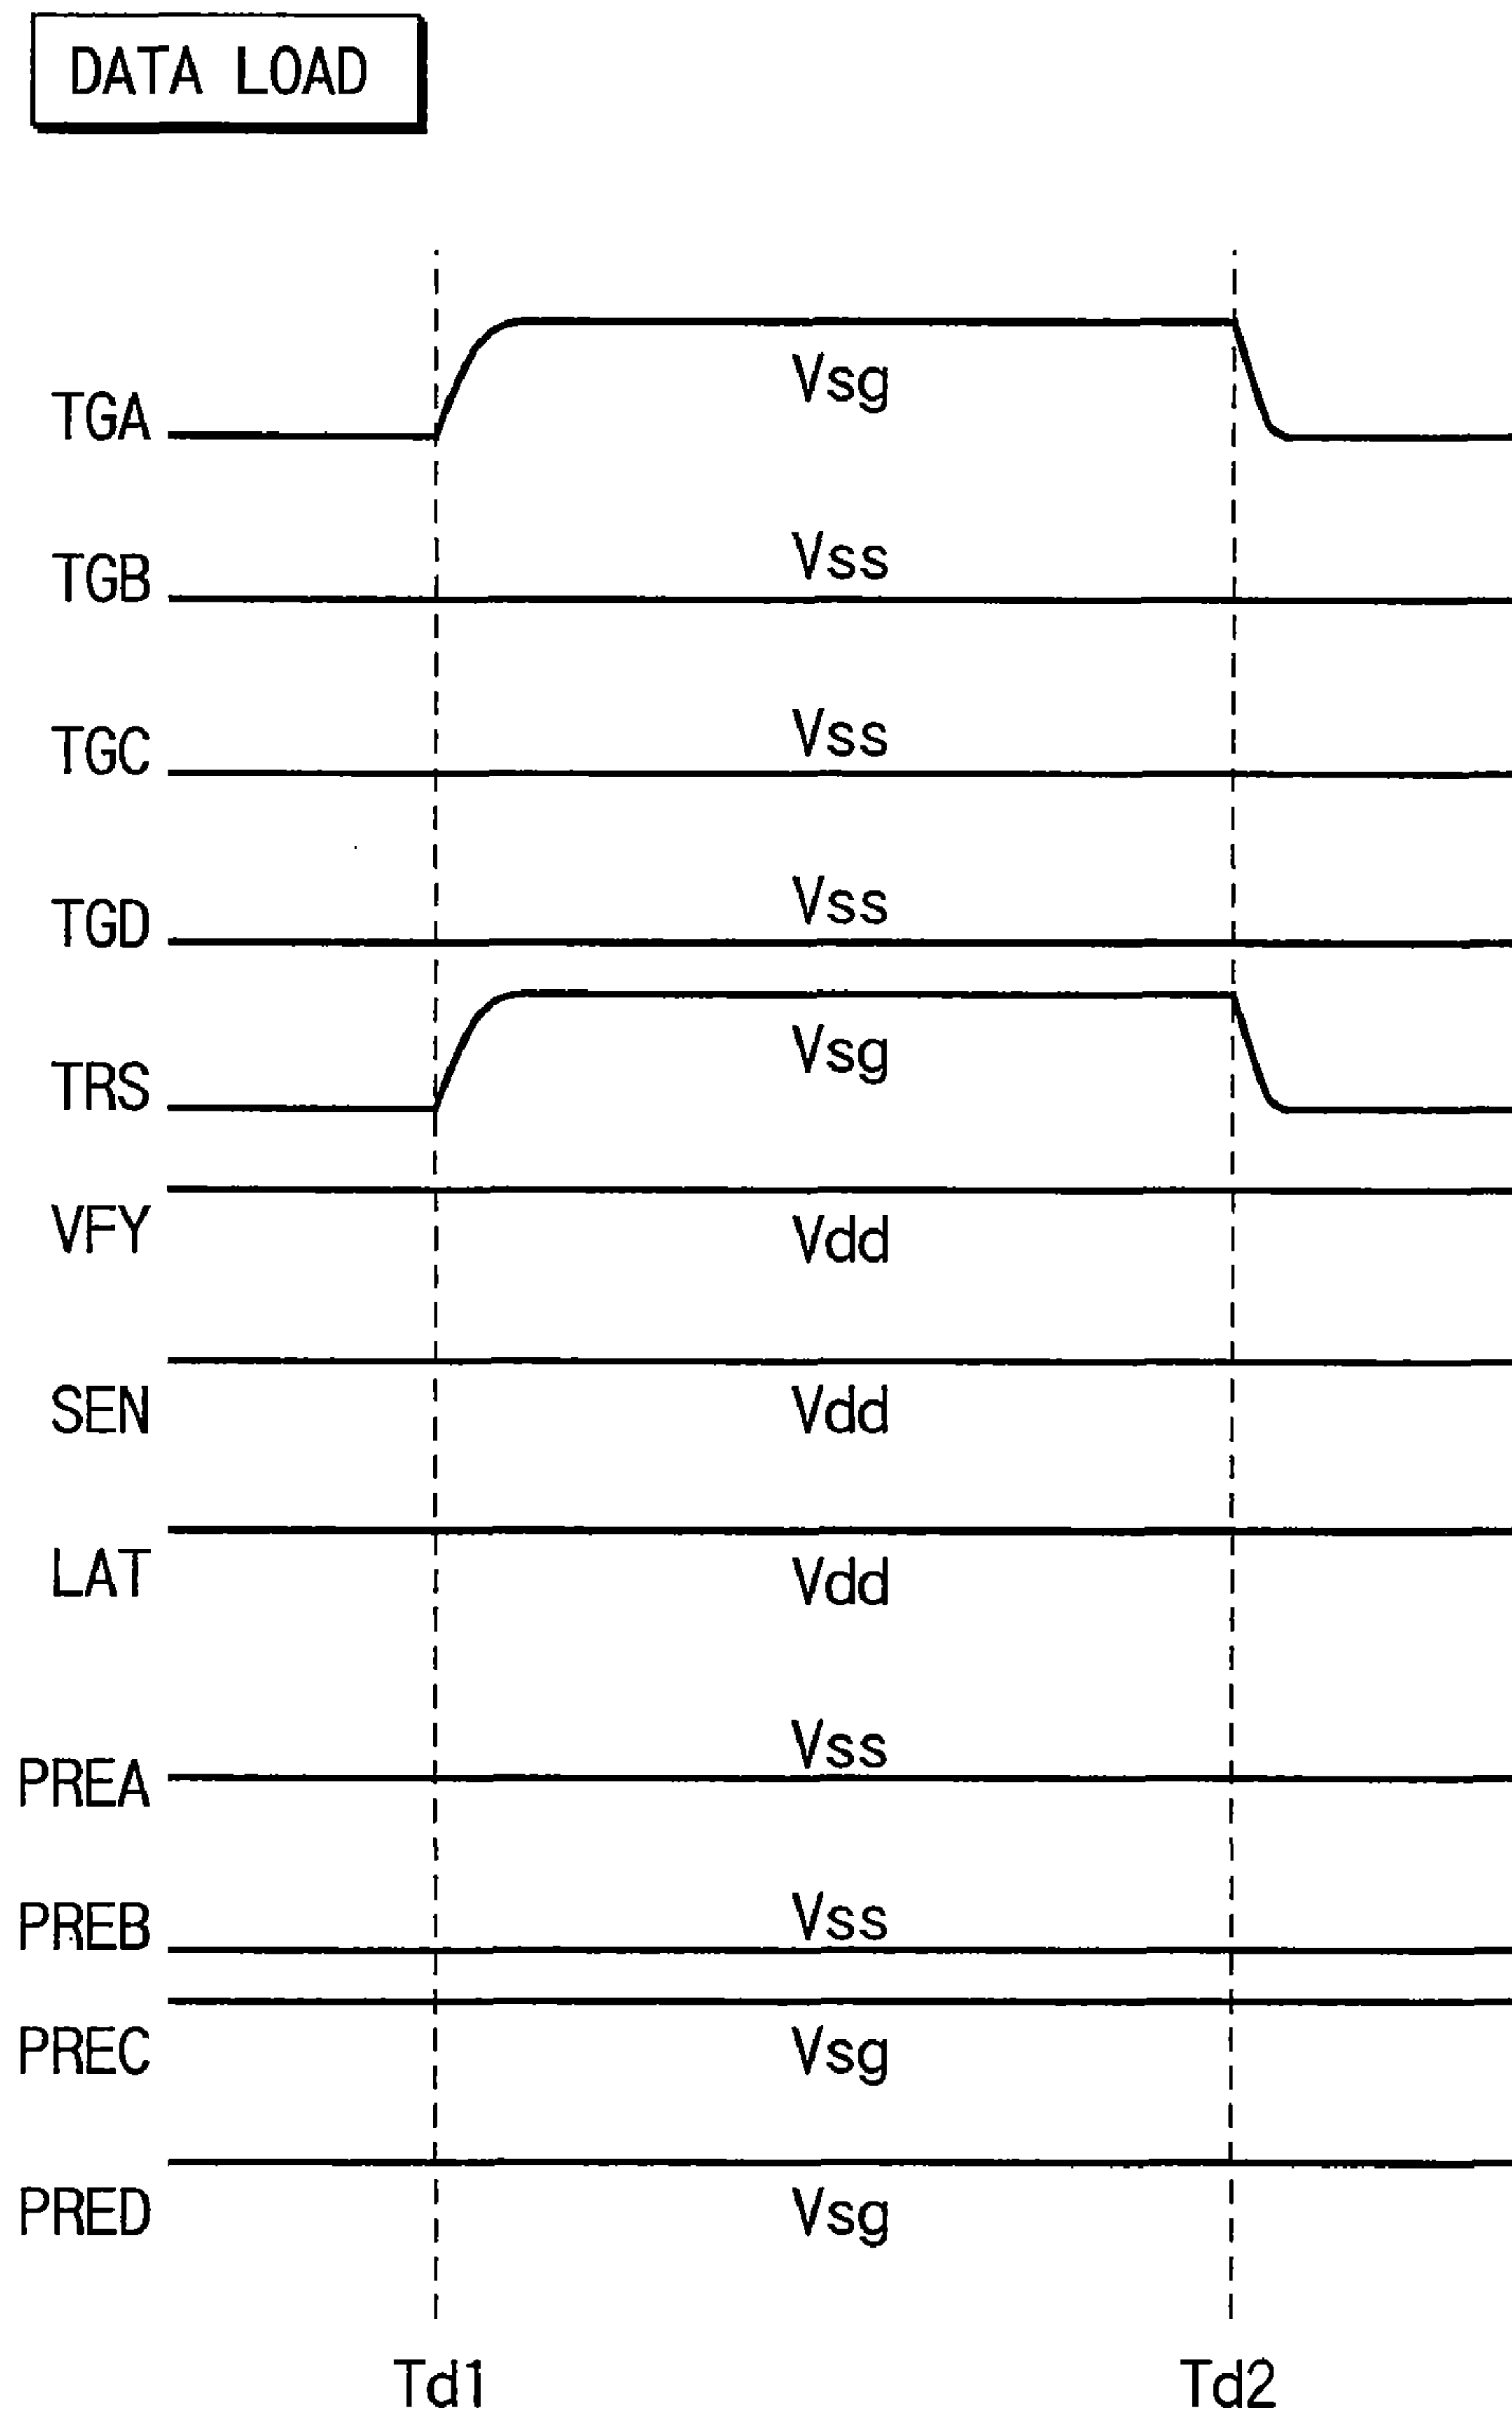 DATA LOAD
TGA Vsg
TGB Vss
TGC Vss
TGD Vss
TRS Vsg
VFY Vdd
SEN Vdd
LAT Vdd
PREA Vss
PREB Vss
PREC Vsg
PRED Vsg
Td1 Td2